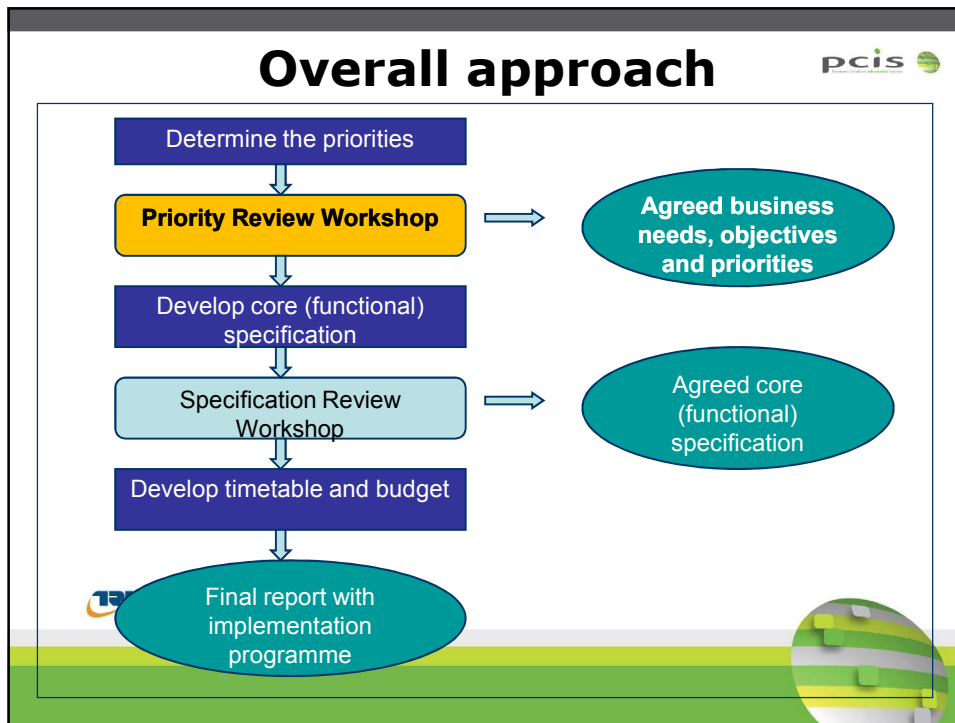 Overall approach
pcis
Determine the priorities
Priority Review Workshop
Agreed business
needs, objectives
and priorities
Develop core (functional)
specification
Specification Review
Workshop
Agreed core
(functional)
specification
Develop timetable and budget
Final report with
implementation
programme